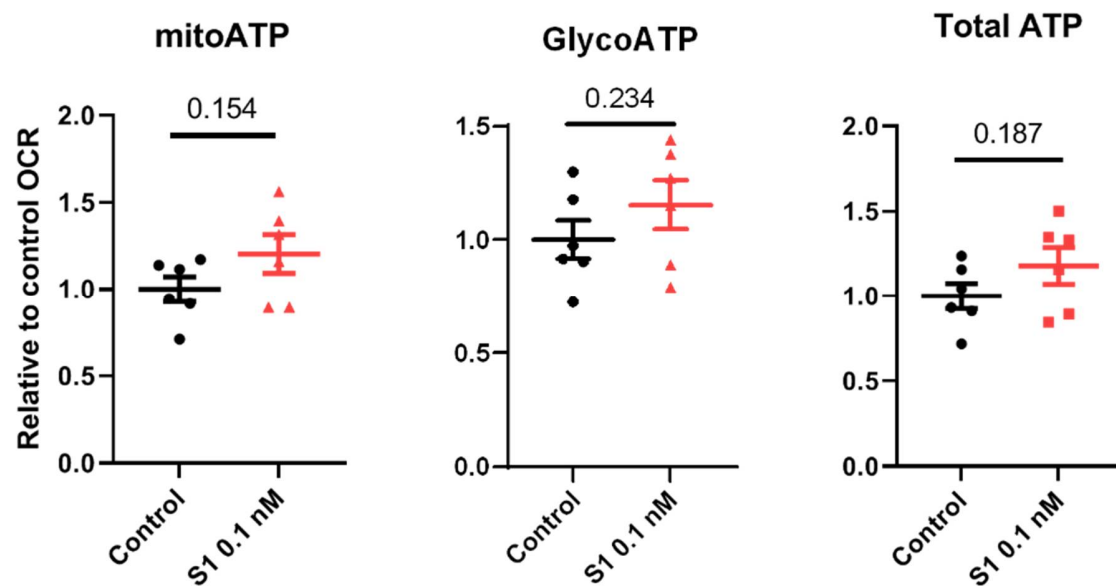 mitoATP
Relative to control OCR
2.0
1.5
1.0
0.5
0.0
0.154
Control
S1 0.1 nM
GlycoATP
1.5
1.0
0.5
0.0
0.234
Control
S1 0.1 nM
Total ATP
2.0
1.5
1.0
0.5
0.0
0.187
Control
S1 0.1 nM